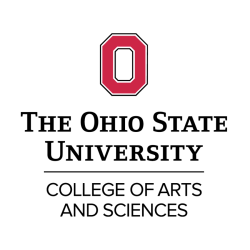 O
THE OHIO STATE
UNIVERSITY
COLLEGE OF ARTS
AND SCIENCES